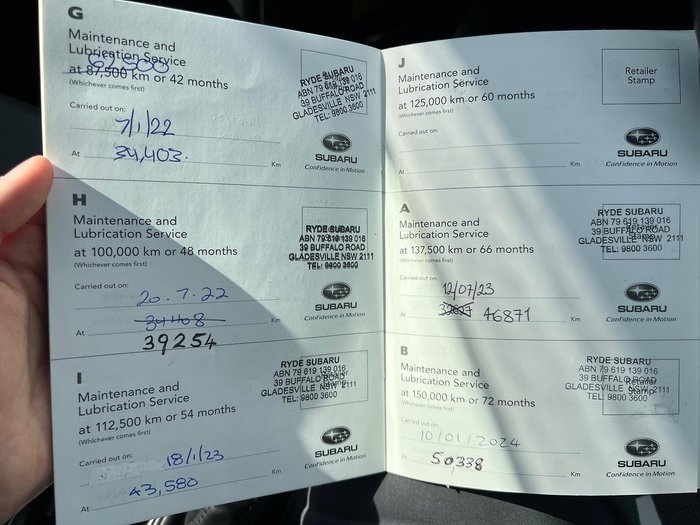 G
Maintenance and
Lubrication Service
62,500
at 87,500 km or 42 months
(Whichever comes first)
Carried out on:
7/1/22
At 34,403. Km
RYDE SUBARU
ABN 79 619 139 016
39 BUFFALO ROAD
GLADESVILLE NSW 2111
TEL: 9800 3600
SUBARU
Confidence in Motion
H
Maintenance and
Lubrication Service
at 100,000 km or 48 months
(Whichever comes first)
Carried out on:
20.7.22
At
39254 Km
RYDE SUBARU
ABN 79 619 139 016
39 BUFFALO ROAD
GLADESVILLE NSW 2111
TEL: 9800 3600
SUBARU
Confidence in Motion
I
Maintenance and
Lubrication Service
at 112,500 km or 54 months
(Whichever comes first)
Carried out on: 18/1/23
At 43,580 Km
RYDE SUBARU
ABN 79 619 139 016
39 BUFFALO ROAD
GLADESVILLE NSW 2111
TEL: 9800 3600
SUBARU
Confidence in Motion
J
Maintenance and
Lubrication Service
at 125,000 km or 60 months
(Whichever comes first)
Carried out on:
At Km
Retailer
Stamp
SUBARU
Confidence in Motion
A
Maintenance and
Lubrication Service
at 137,500 km or 66 months
(Whichever comes first)
Carried out on:
12/07/23
At 46871 Km
RYDE SUBARU
ABN 79 619 139 016
39 BUFFALO ROAD
GLADESVILLE NSW 2111
TEL: 9800 3600
SUBARU
Confidence in Motion
B
Maintenance and
Lubrication Service
at 150,000 km or 72 months
(Whichever comes first)
Carried out on:
10/01/2024
At 50338 Km
RYDE SUBARU
ABN 79 619 139 016
39 BUFFALO ROAD
GLADESVILLE NSW 2111
TEL: 9800 3600
Retailer
Stamp
SUBARU
Confidence in Motion